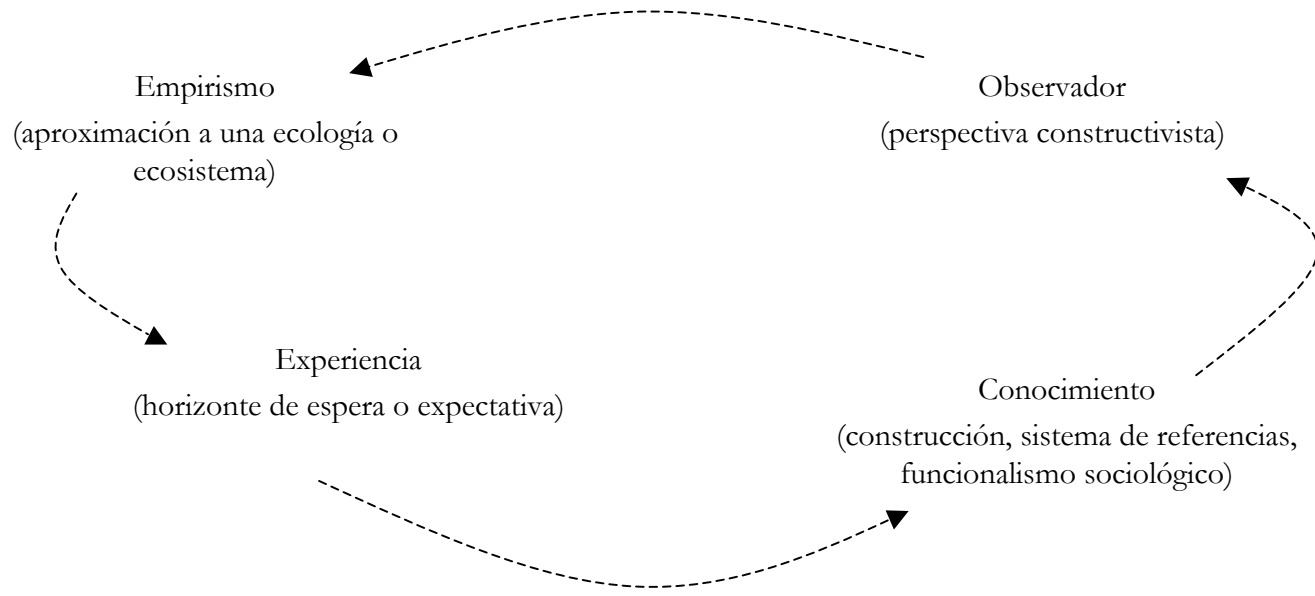 Empirismo
(aproximación a una ecología o
ecosistema)
Observador
(perspectiva constructivista)
Experiencia
(horizonte de espera o expectativa)
Conocimiento
(construcción, sistema de referencias,
funcionalismo sociológico)